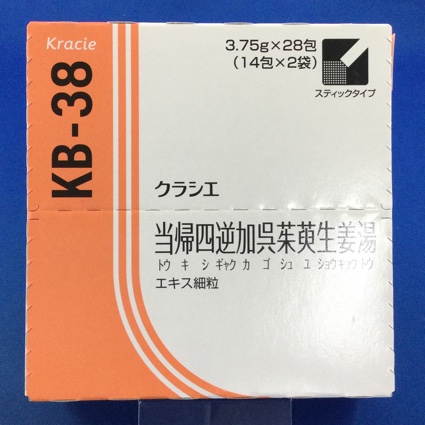 Kracie
KB-38
3.75g×28包
(14包×2袋)
スティックタイプ
クラシエ
当帰四逆加呉茱萸生姜湯
トウキシギャクカゴシュユショウキョウトウ
エキス細粒